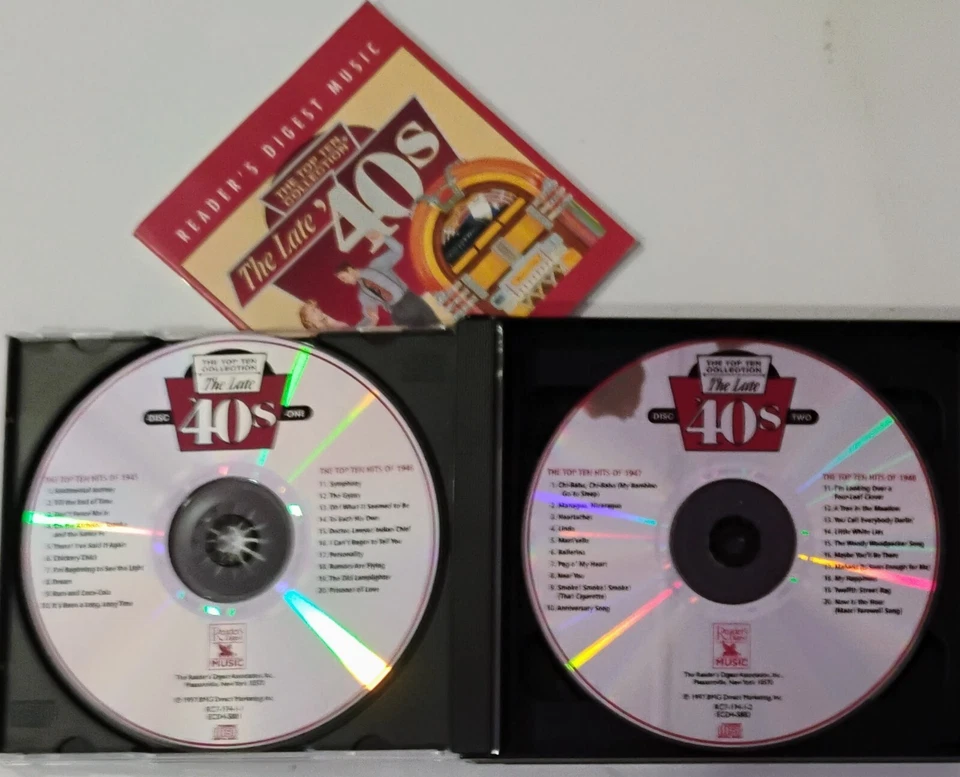 READER'S DIGEST MUSIC
THE TOP TEN
COLLECTION
The Late '40s
THE TOP TEN
COLLECTION
The Late
DISC '40s ONE
THE TOP TEN HITS OF 1945
1. Sentimental Journey
2. Till the End of Time
and the Santa Fe
5. There! I've Said It Again
6. Chickery Chick
7. I'm Beginning to See the Light
8. Dream
9. Rum and Coca-Cola
10. It's Been a Long, Long Time
THE TOP TEN HITS OF 1946
11. Symphony
12. The Gypsy
13. Oh! What It Seemed to Be
14. To Each His Own
15. Doctor, Lawyer, Indian Chief
16. I Can't Begin to Tell You
17. Personality
18. Rumors Are Flying
19. The Old Lamplighter
20. Prisoner of Love
Reader's
Digest
MUSIC
The Reader's Digest Association, Inc.
Pleasantville, New York 10570
© 1997 BMG Direct Marketing, Inc.
THE TOP TEN
COLLECTION
The Late
DISC '40s TWO
THE TOP TEN HITS OF 1947
1. Chi-Baba, Chi-Baba (My Bambino
Go to Sleep)
2. Managua, Nicaragua
3. Heartaches
4. Linda
5. Mam'selle
6. Ballerina
7. Peg o' My Heart
8. Near You
9. Smoke! Smoke! Smoke!
(That Cigarette)
10. Anniversary Song
THE TOP TEN HITS OF 1948
11. I'm Looking Over a
Four-Leaf Clover
12. A Tree in the Meadow
13. You Call Everybody Darlin'
14. Little White Lies
15. The Woody Woodpecker Song
16. Maybe You'll Be There
17. Mañana (Is Soon Enough for Me)
18. My Happiness
19. Twelfth Street Rag
20. Now Is the Hour
(Maori Farewell Song)
Reader's
Digest
MUSIC
The Reader's Digest Association, Inc.
Pleasantville, New York 10570
© 1997 BMG Direct Marketing, Inc.